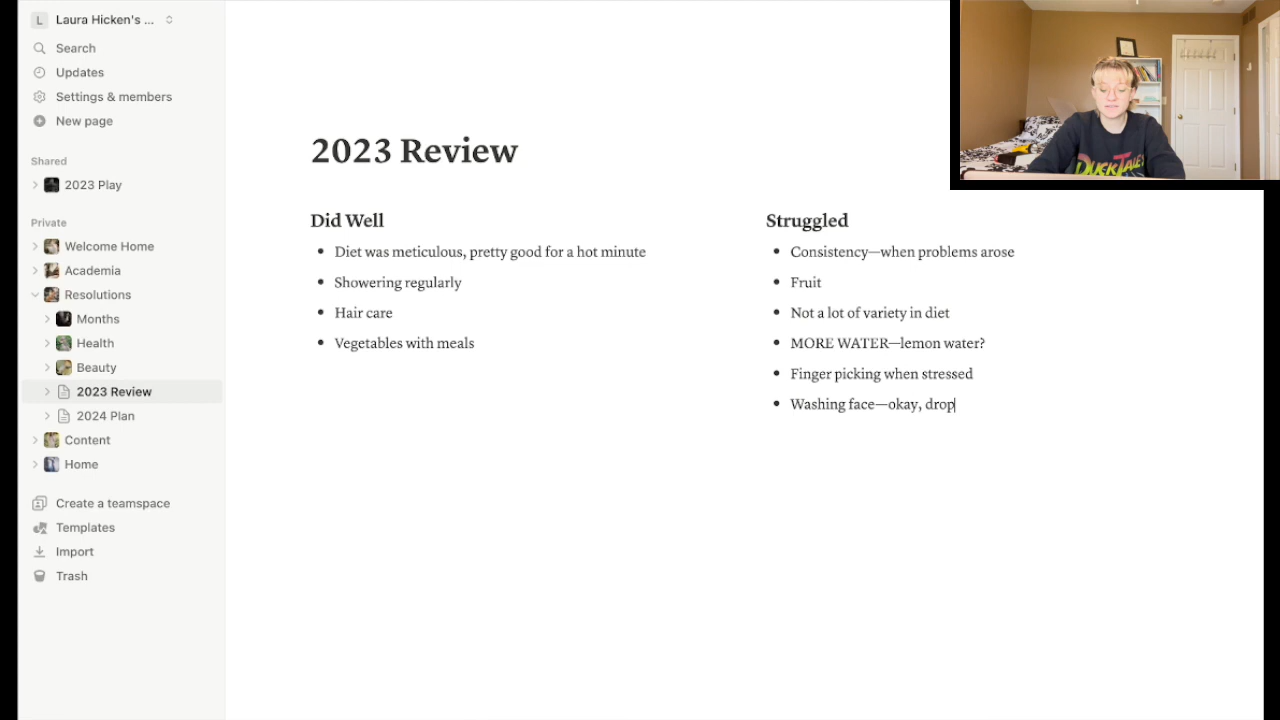 L Laura Hicken's ...
Search
Updates
Settings & members
New page
Shared
2023 Play
Private
Welcome Home
Academia
Resolutions
Months
Health
Beauty
2023 Review
2024 Plan
Content
Home
Create a teamspace
Templates
Import
Trash
2023 Review
Did Well
Diet was meticulous, pretty good for a hot minute
Showering regularly
Hair care
Vegetables with meals
Struggled
Consistency—when problems arose
Fruit
Not a lot of variety in diet
MORE WATER—lemon water?
Finger picking when stressed
Washing face—okay, drop
DUCKTALES